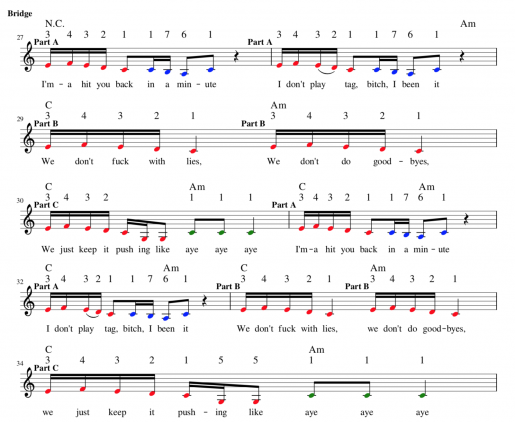 Bridge
N.C. Am
3 4 3 2 1 1 7 6 1 3 4 3 2 1 1 7 6 1
27 Part A Part A
I'm-a hit you back in a min-ute I don't play tag, bitch, I been it
C Am
3 4 3 2 1 3 4 3 2 1
29 Part B Part B
We don't fuck with lies, We don't do good-byes,
C Am C Am
3 4 3 2 1 1 1 3 4 3 2 1 1 7 6 1
30 Part C Part A
We just keep it push ing like aye aye aye I'm-a hit you back in a min-ute
C Am C Am
3 4 3 2 1 1 7 6 1 3 4 3 2 1 3 4 3 2 1
32 Part A Part B Part B
I don't play tag, bitch, I been it We don't fuck with lies, we don't do good-byes,
C Am
3 4 3 2 1 5 5 1 1 1
34 Part C
we just keep it push-ing like aye aye aye